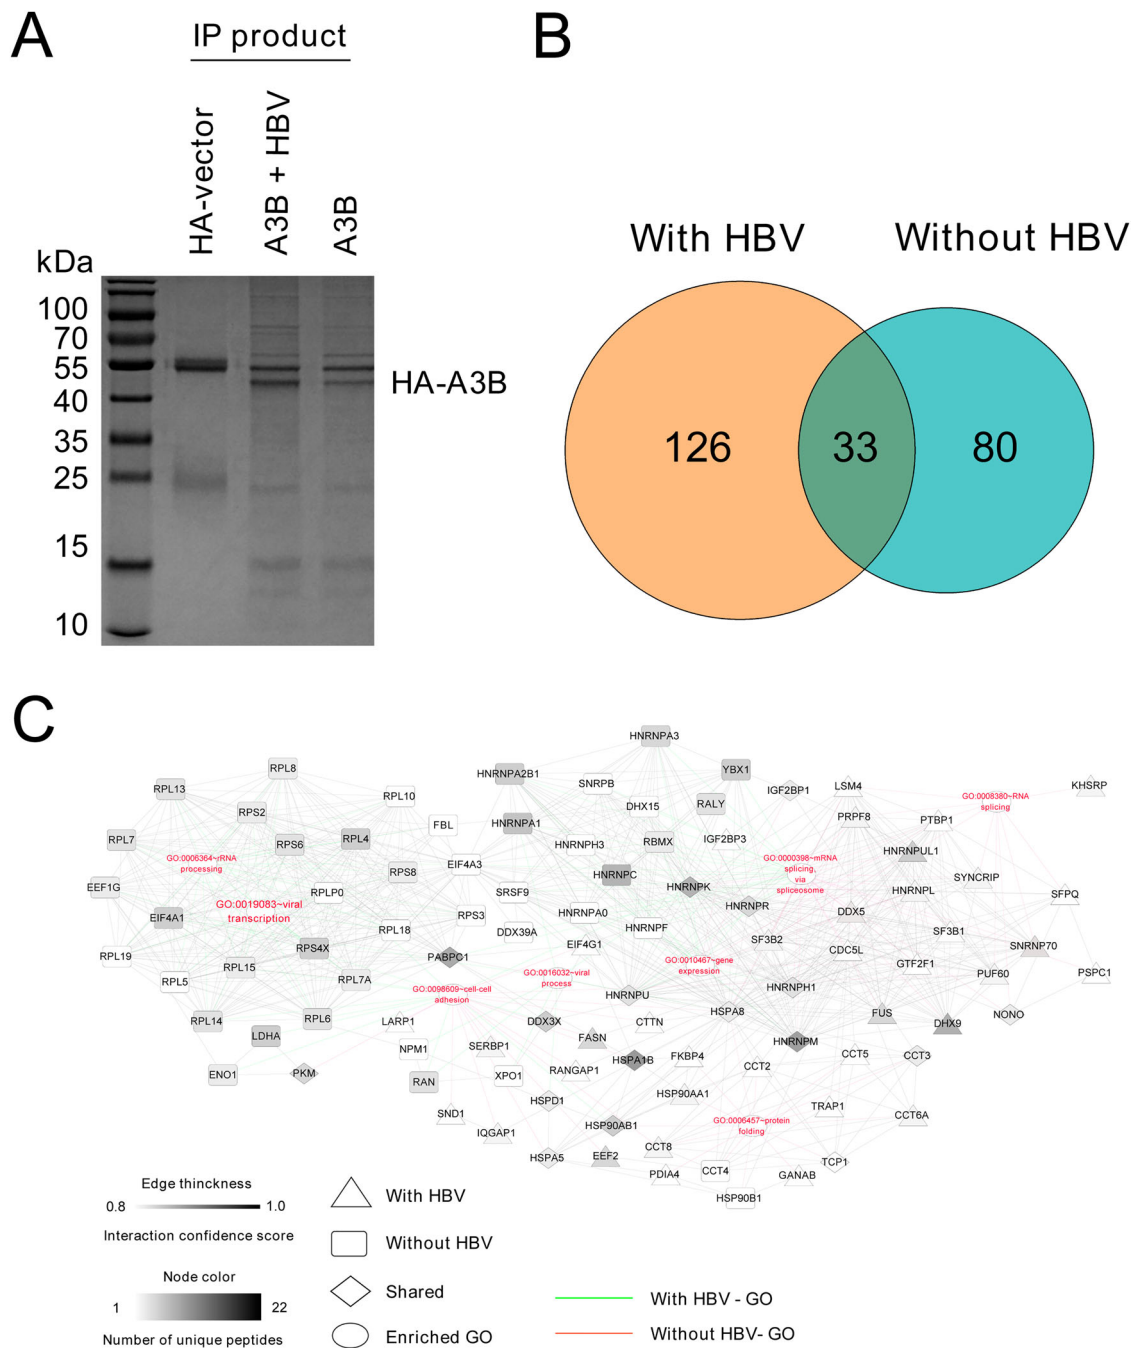 A
IP product
HA-vector
A3B + HBV
A3B
kDa
100
70
55
40
35
25
15
10
HA-A3B
B
With HBV
Without HBV
126
33
80
C
HNRNPA3
RPL8
HNRNPA2B1
YBX1
SNRPB
IGF2BP1
LSM4
KHSRP
RPL13
RPL10
GO:0008380~RNA
splicing
RPS2
DHX15
RALY
PRPF8
PTBP1
FBL
HNRNPA1
RPL7
RPS6
RPL4
HNRNPH3
RBMX
IGF2BP3
HNRNPUL1
GO:0006364~rRNA
processing
EIF4A3
GO:0000398~mRNA
splicing,
via
spliceosome
RPS8
HNRNPC
SYNCRIP
EEF1G
RPLP0
SRSF9
HNRNPK
HNRNPL
SFPQ
GO:0019083~viral
transcription
EIF4A1
RPS3
HNRNPA0
HNRNPR
DDX5
RPL18
DDX39A
HNRNPF
SF3B1
RPS4X
EIF4G1
SF3B2
CDC5L
SNRNP70
RPL19
PABPC1
GO:0010467~gene
expression
GTF2F1
RPL15
RPL5
RPL7A
GO:0016032~viral
process
PUF60
PSPC1
GO:0098609~cell-cell
adhesion
HNRNPU
HNRNPH1
RPL14
RPL6
LARP1
DDX3X
CTTN
HSPA8
FUS
DHX9
NONO
LDHA
NPM1
SERBP1
FASN
HNRNPM
ENO1
PKM
RAN
XPO1
RANGAP1
HSPA1B
FKBP4
CCT2
CCT5
CCT3
SND1
HSPD1
HSP90AA1
TRAP1
CCT6A
IQGAP1
HSP90AB1
GO:0006457~protein
folding
HSPA5
EEF2
CCT8
PDIA4
CCT4
GANAB
TCP1
HSP90B1
Edge thinckness
0.8
1.0
Interaction confidence score
Node color
1
22
Number of unique peptides
With HBV
Without HBV
Shared
Enriched GO
With HBV - GO
Without HBV- GO